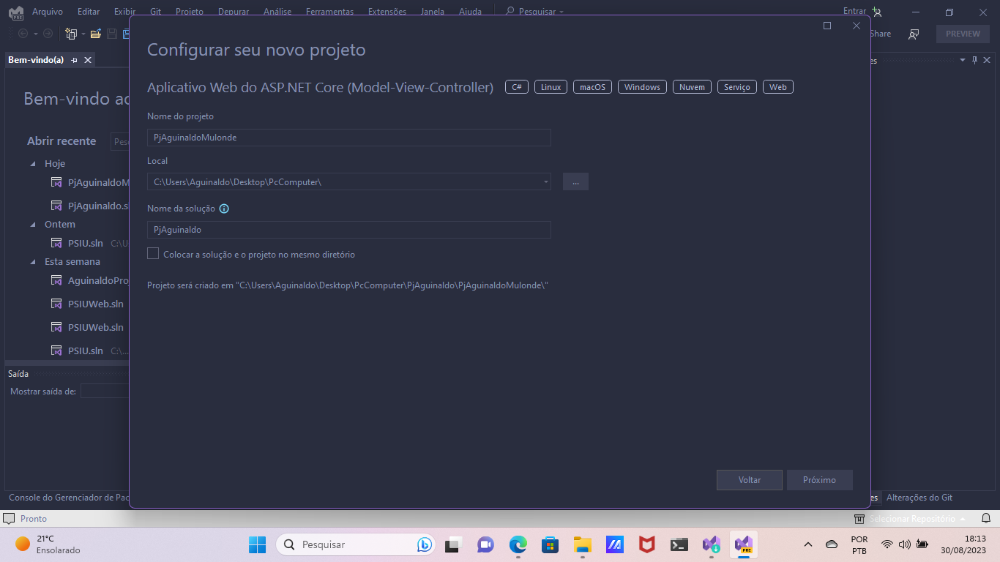 Arquivo Editar Exibir Git Projeto Depurar Análise Ferramentas Extensões Janela Ajuda Pesquisar Entrar
PRE
Share PREVIEW
Configurar seu novo projeto
Bem-vindo(a)
es
Aplicativo Web do ASP.NET Core (Model-View-Controller) C# Linux macOS Windows Nuvem Serviço Web
Bem-vindo ao
Nome do projeto
Abrir recente Pes
PjAguinaldoMulonde
Local
Hoje
PjAguinaldoM
C:\Users\Aguinaldo\Desktop\PcComputer\ ...
PjAguinaldo.s
Nome da solução
Ontem
PjAguinaldo
PSIU.sln C:\U
Colocar a solução e o projeto no mesmo diretório
Esta semana
AguinaldoProj
Projeto será criado em "C:\Users\Aguinaldo\Desktop\PcComputer\PjAguinaldo\PjAguinaldoMulonde\"
PSIUWeb.sln
PSIUWeb.sln
PSIU.sln C:\...
Saída
Mostrar saída de:
Voltar Próximo
Console do Gerenciador de Pac es Alterações do Git
Pronto Selecionar Repositório
21°C
Ensolarado
Pesquisar
PRE
POR
PTB
18:13
30/08/2023